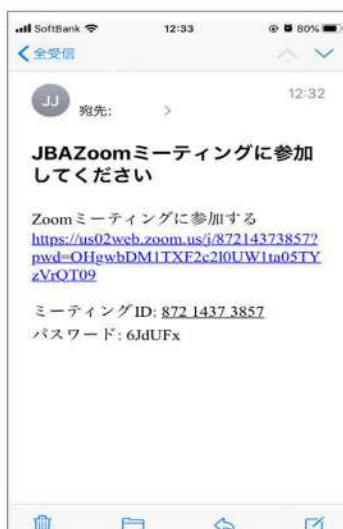 SoftBank 12:33 80%
全受信
JJ 宛先: 12:32
JBAZoomミーティングに参加
してください
Zoomミーティングに参加する
https://us02web.zoom.us/j/87214373857?
pwd=OHgwbDM1TXF2c2l0UW1ta05TY
zVrQT09
ミーティングID: 872 1437 3857
パスワード: 6JdUFx